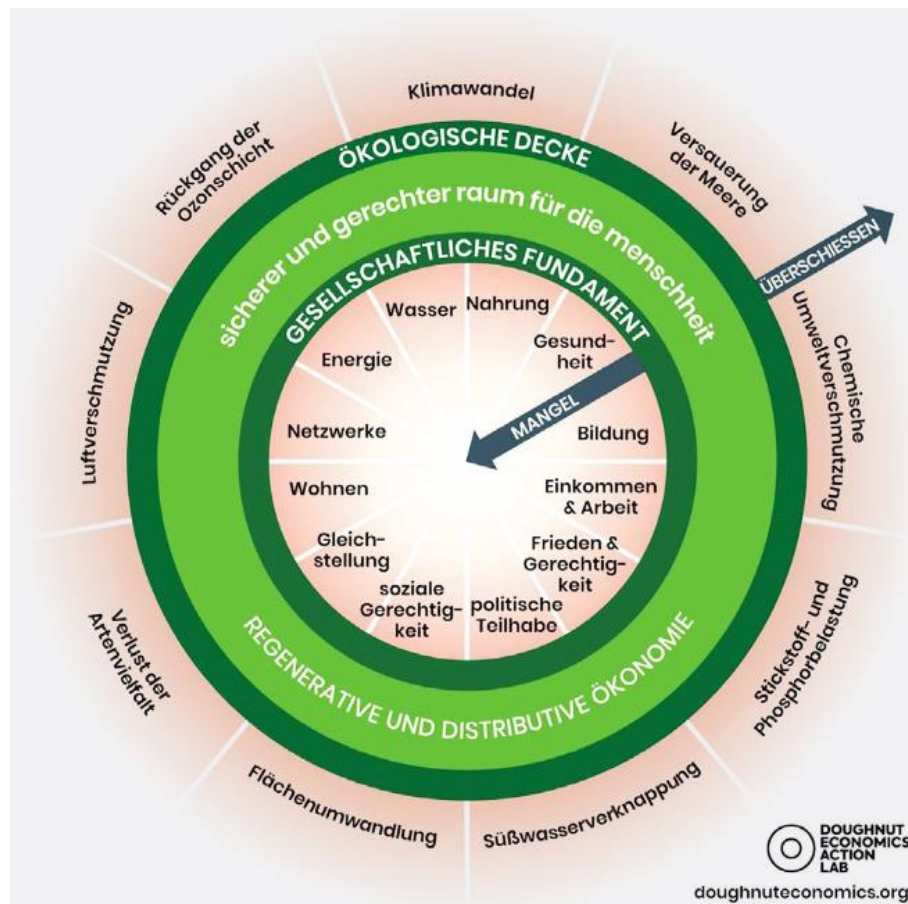 Klimawandel
Versauerung
der Meere
ÜBERSCHIESSEN
Chemische
Umweltverschmutzung
Stickstoff- und
Phosphorbelastung
Süßwasserverknappung
Flächenumwandlung
Verlust der
Artenvielfalt
Luftverschmutzung
Rückgang der
Ozonschicht
ÖKOLOGISCHE DECKE
sicherer und gerechter raum für die menschheit
GESELLSCHAFTLICHES FUNDAMENT
Wasser
Nahrung
Gesund-
heit
MANGEL
Bildung
Einkommen
& Arbeit
Frieden &
Gerechtig-
keit
politische
Teilhabe
soziale
Gerechtig-
keit
Gleich-
stellung
Wohnen
Netzwerke
Energie
REGENERATIVE UND DISTRIBUTIVE ÖKONOMIE
DOUGHNUT
ECONOMICS
ACTION
LAB
doughnuteconomics.org